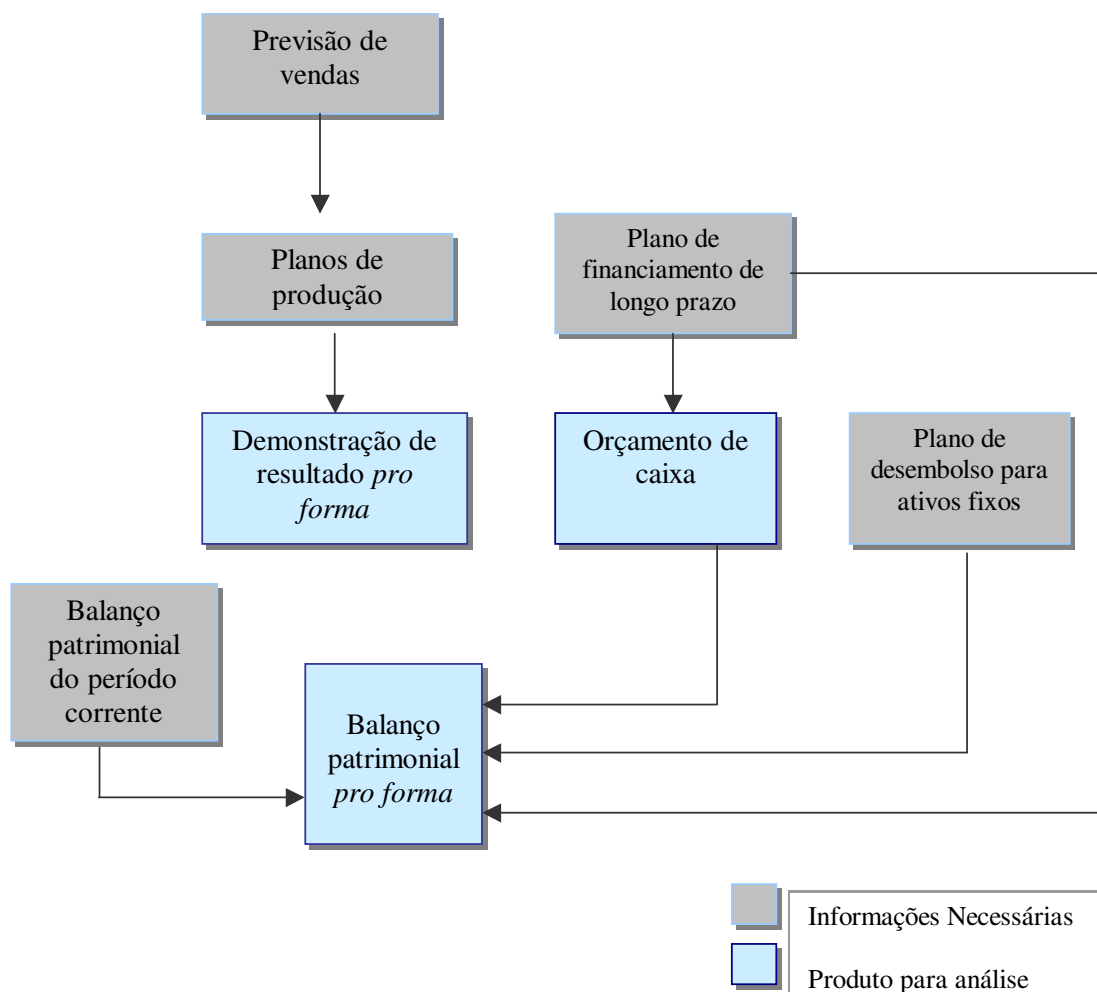 Previsão de
vendas
Planos de
produção
Plano de
financiamento de
longo prazo
Demonstração de
resultado pro
forma
Orçamento de
caixa
Plano de
desembolso para
ativos fixos
Balanço
patrimonial
do período
corrente
Balanço
patrimonial
pro forma
Informações Necessárias
Produto para análise